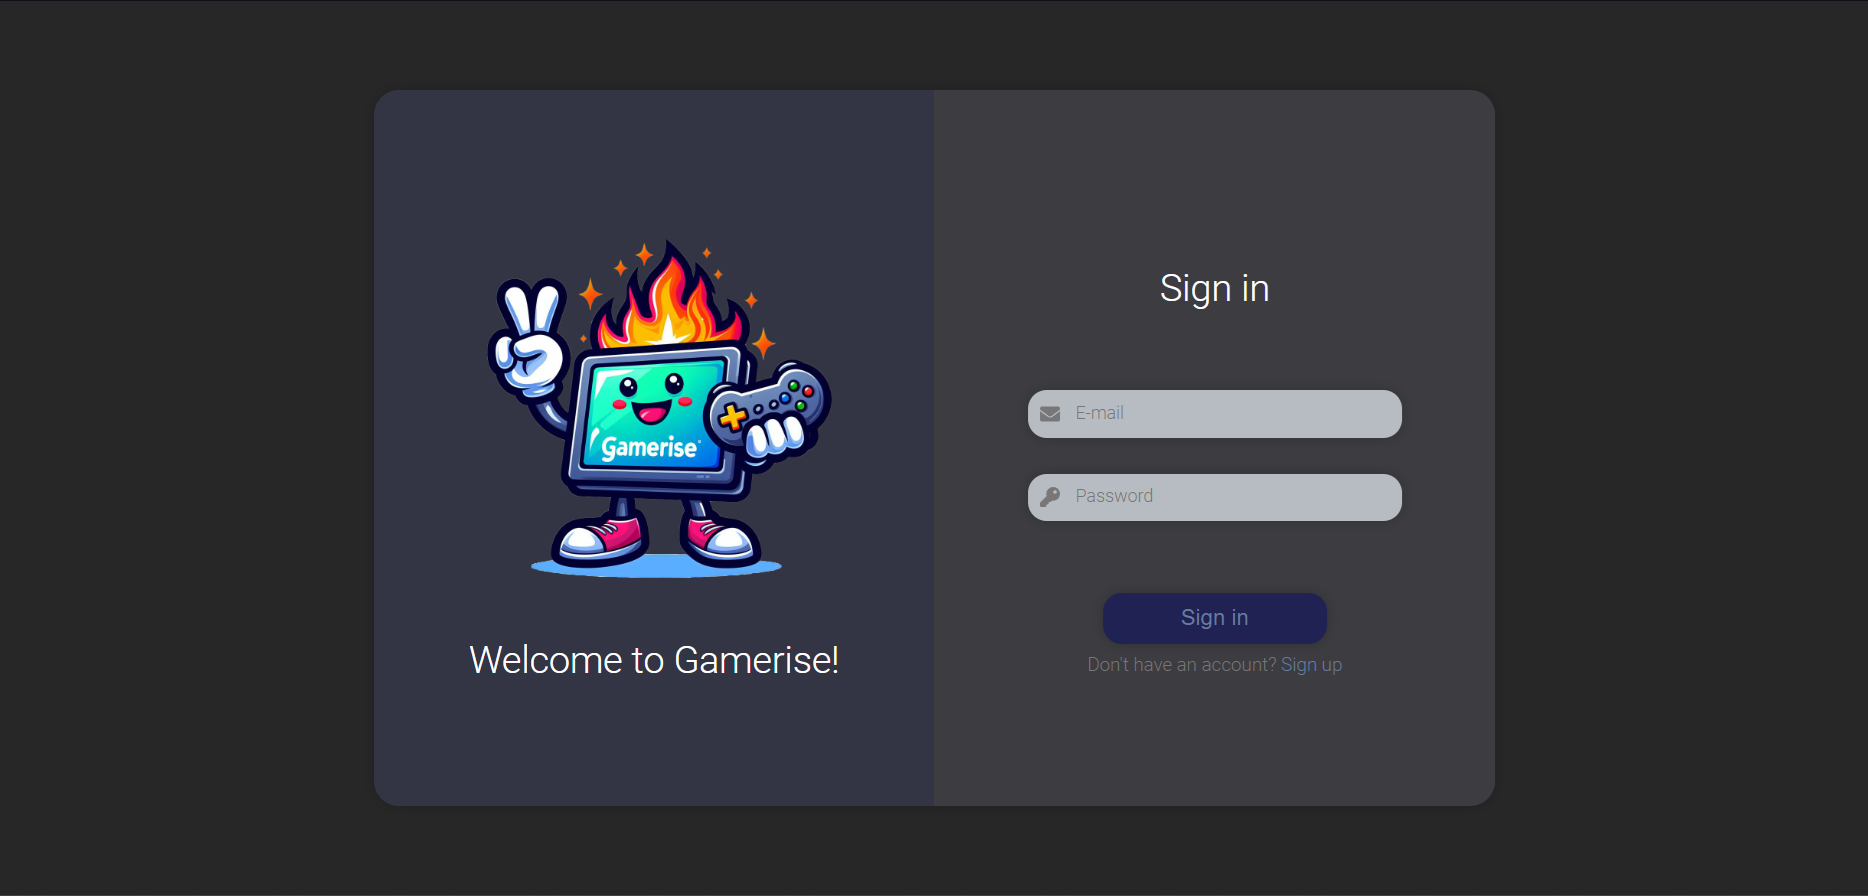 Gamerise
Welcome to Gamerise!
Sign in
E-mail
Password
Sign in
Don't have an account? Sign up